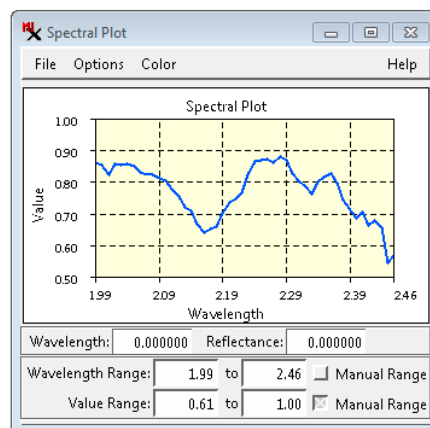 Spectral Plot
File Options Color Help
Spectral Plot
1.00
0.90
0.80
0.70
0.60
0.50
Value
1.99 2.09 2.19 2.29 2.39 2.46
Wavelength
Wavelength: 0.000000 Reflectance: 0.000000
Wavelength Range: 1.99 to 2.46 Manual Range
Value Range: 0.61 to 1.00 Manual Range